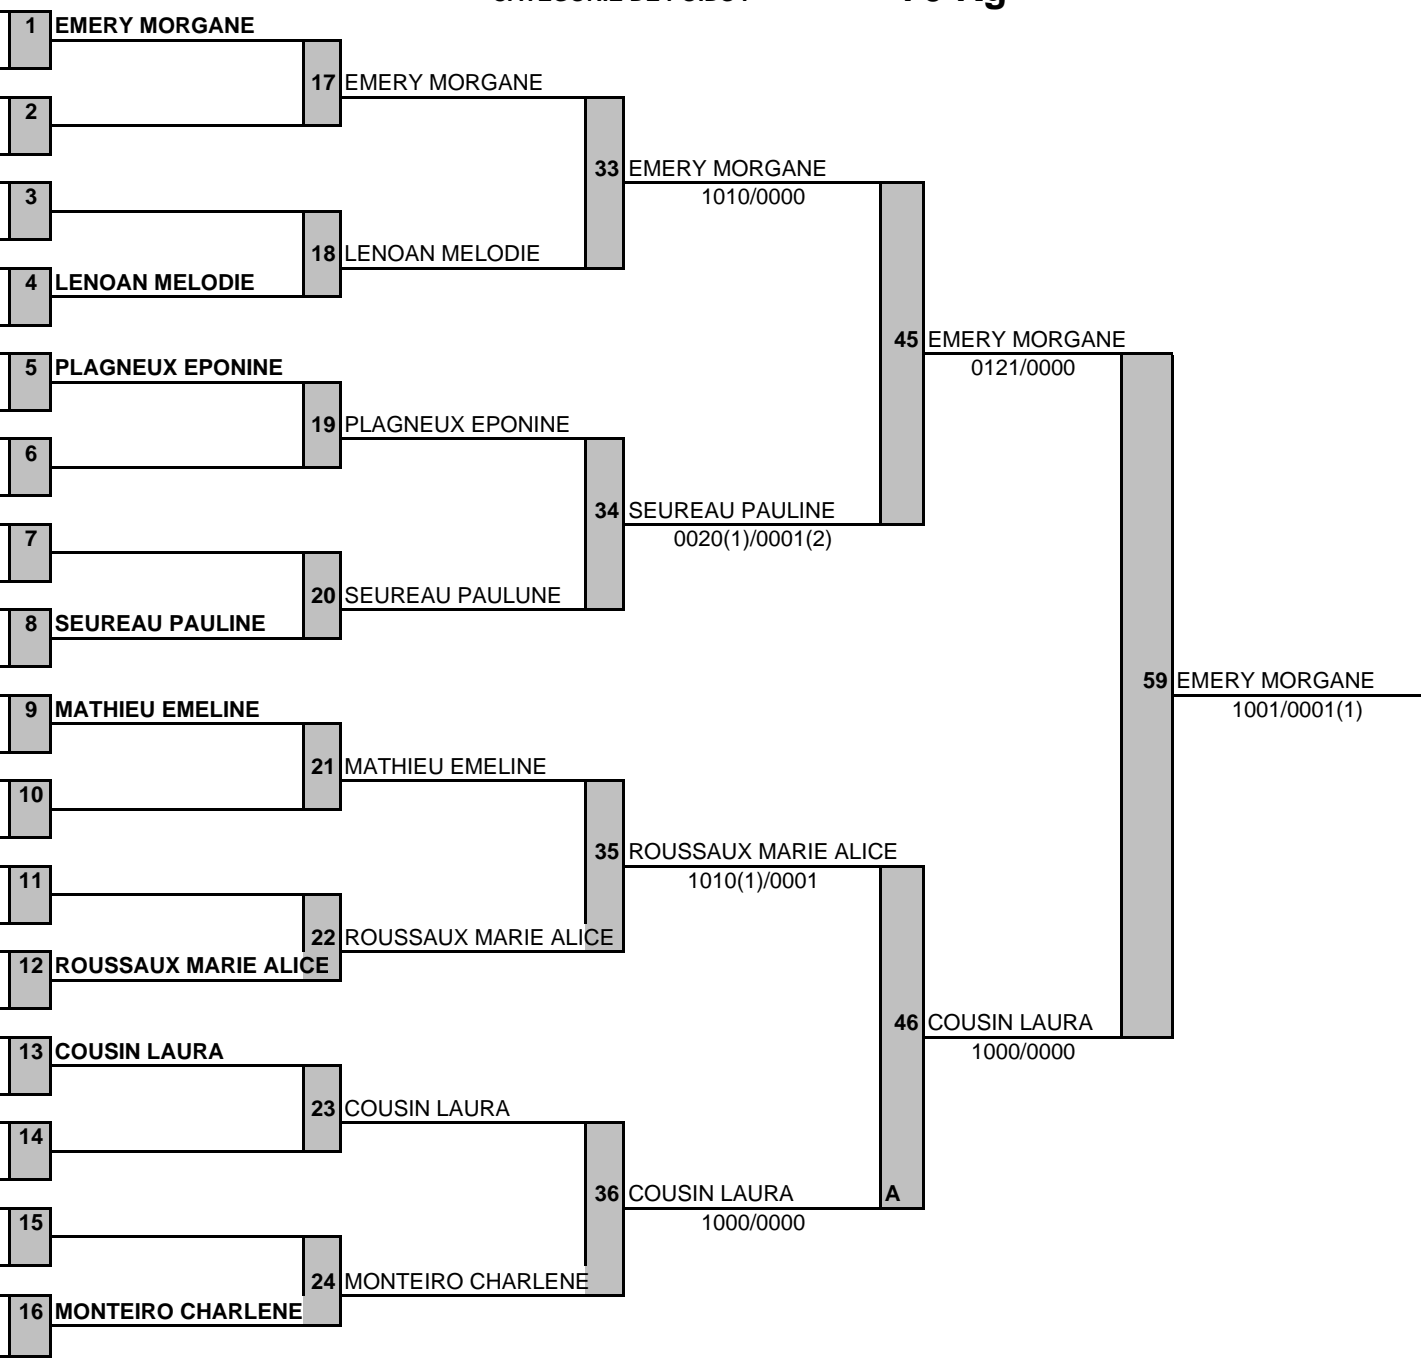 1 EMERY MORGANE
17 EMERY MORGANE
2
33 EMERY MORGANE
1010/0000
3
18 LENOAN MELODIE
4 LENOAN MELODIE
45 EMERY MORGANE
0121/0000
5 PLAGNEUX EPONINE
19 PLAGNEUX EPONINE
6
34 SEUREAU PAULINE
0020(1)/0001(2)
7
20 SEUREAU PAULUNE
8 SEUREAU PAULINE
59 EMERY MORGANE
1001/0001(1)
9 MATHIEU EMELINE
21 MATHIEU EMELINE
10
35 ROUSSAUX MARIE ALICE
1010(1)/0001
11
22 ROUSSAUX MARIE ALICE
12 ROUSSAUX MARIE ALICE
46 COUSIN LAURA
1000/0000
13 COUSIN LAURA
23 COUSIN LAURA
14
36 COUSIN LAURA A
1000/0000
15
24 MONTEIRO CHARLENE
16 MONTEIRO CHARLENE